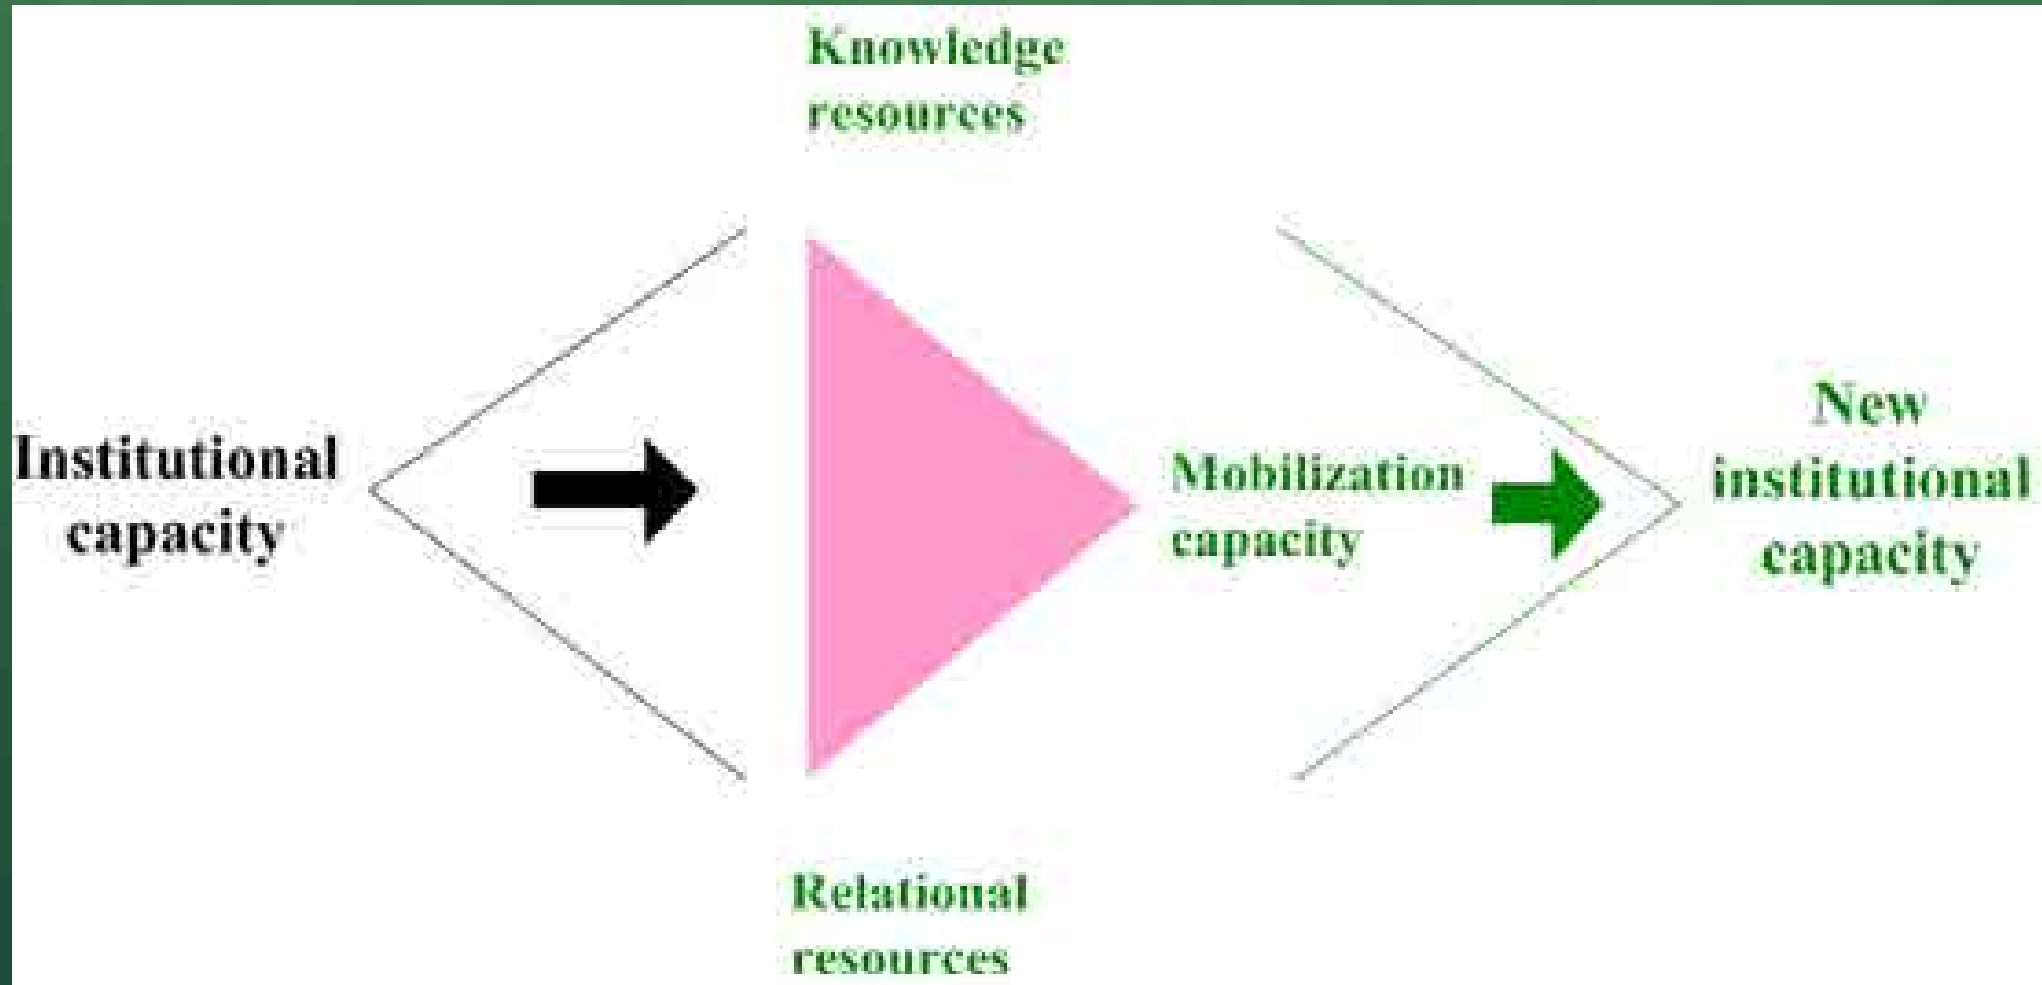 Knowledge
resources
Institutional
capacity
Mobilization
capacity
New
institutional
capacity
Relational
resources